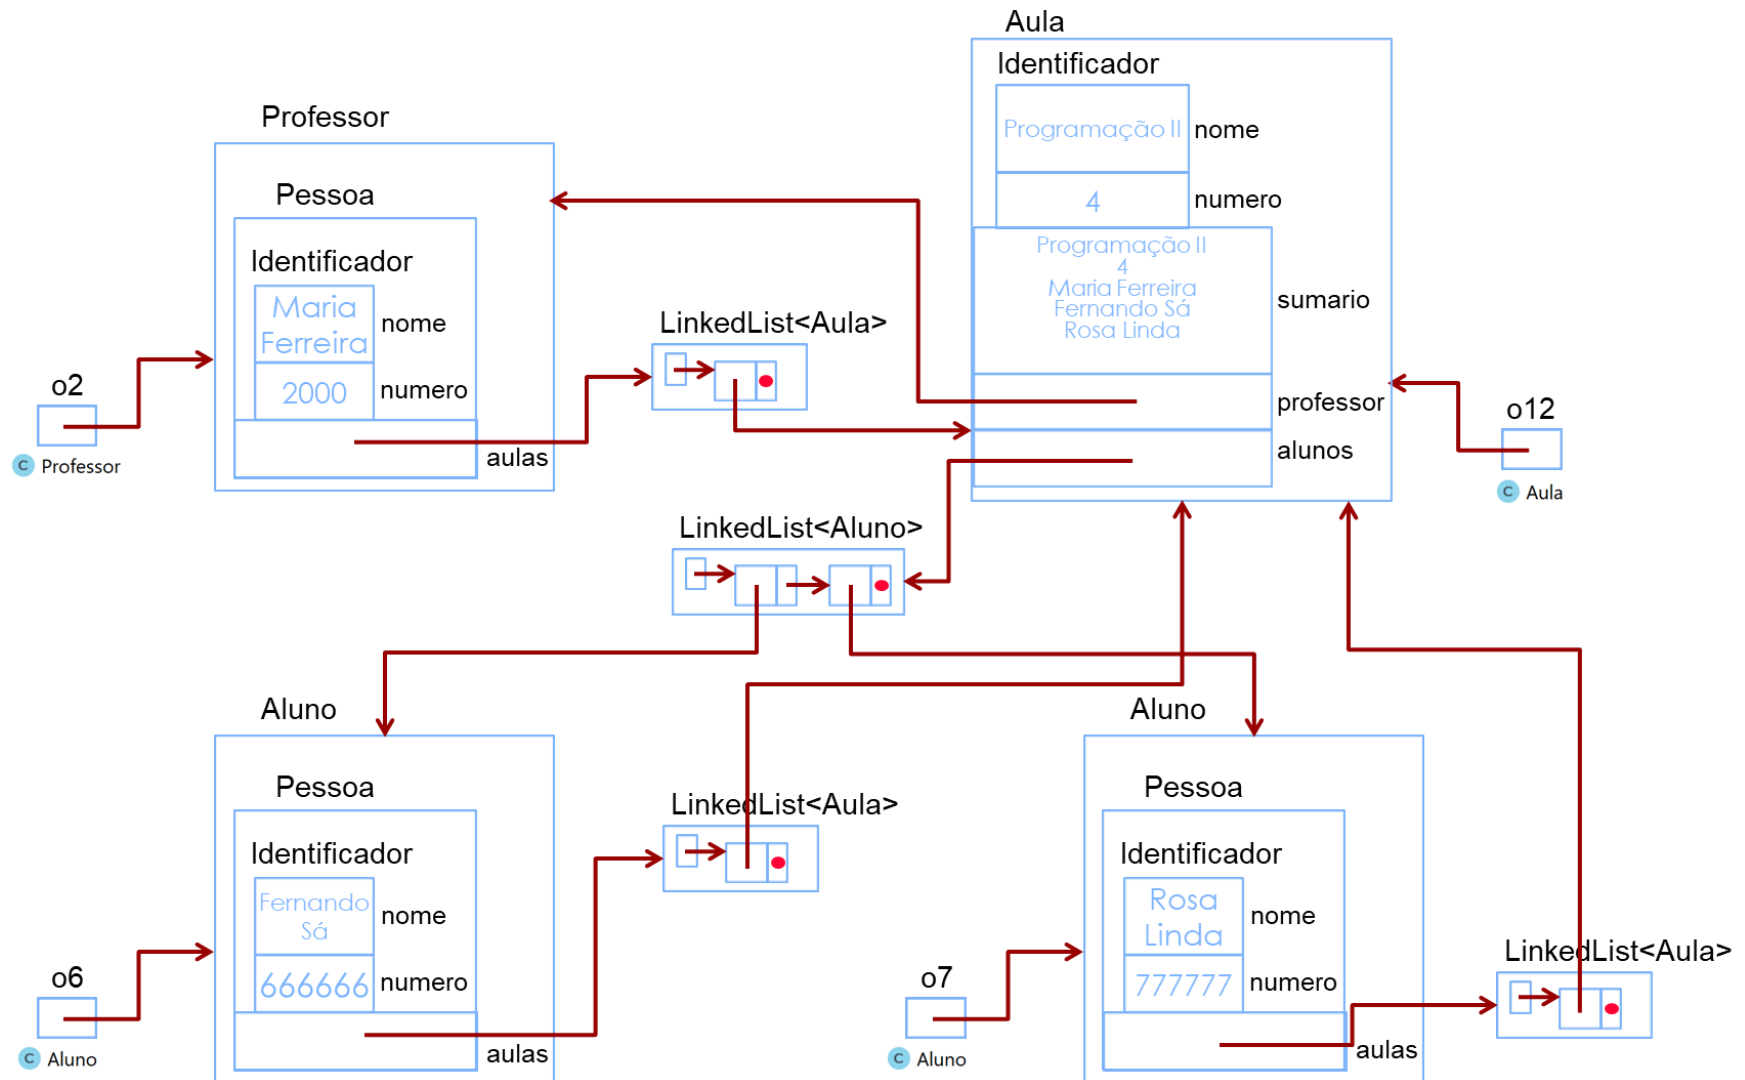 Aula
Identificador
Programação II
nome
4
numero
Programação II
4
Maria Ferreira
Fernando Sá
Rosa Linda
sumario
professor
alunos
o12
C Aula
Professor
Pessoa
Identificador
Maria
Ferreira
nome
2000
numero
aulas
o2
C Professor
LinkedList<Aula>
LinkedList<Aluno>
Aluno
Pessoa
Identificador
Fernando
Sá
nome
666666
numero
aulas
o6
C Aluno
LinkedList<Aula>
Aluno
Pessoa
Identificador
Rosa
Linda
nome
777777
numero
aulas
o7
C Aluno
LinkedList<Aula>